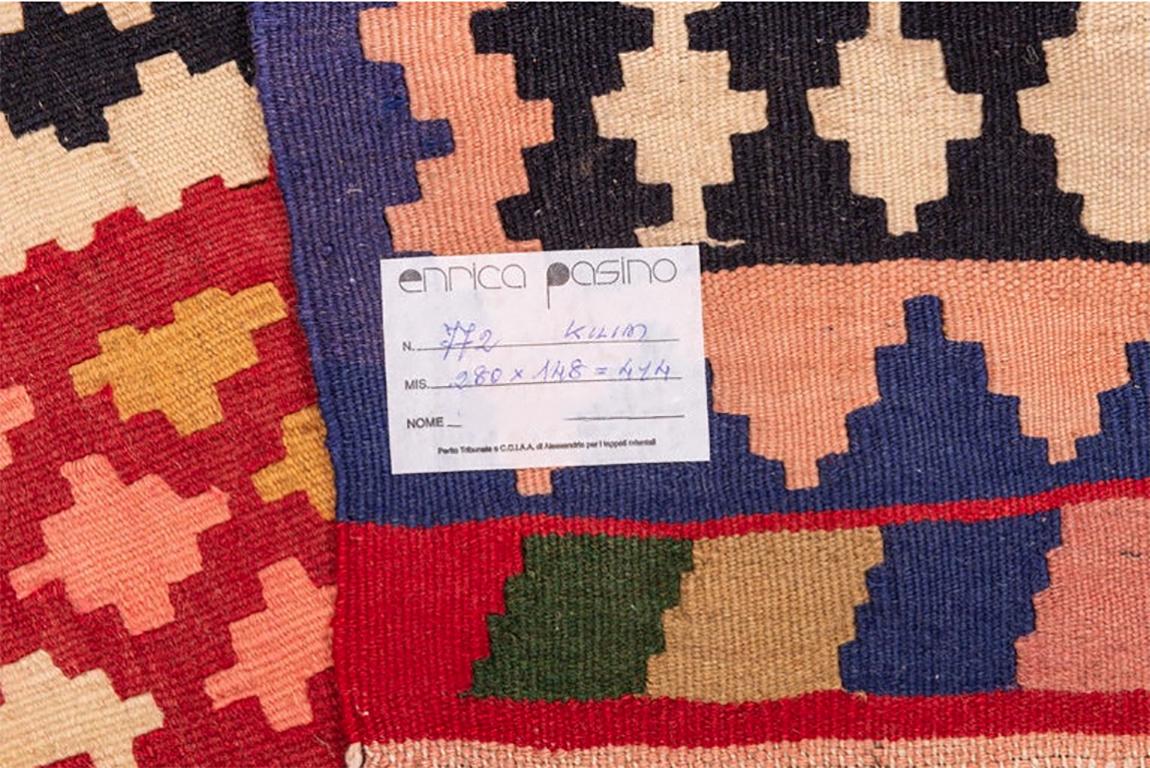 enrica pasino
N. 772 KILIM
MIS. 280 x 148 = 414
NOME
Perito Tribunale e C.C.I.A.A. di Alessandria per i tappeti orientali